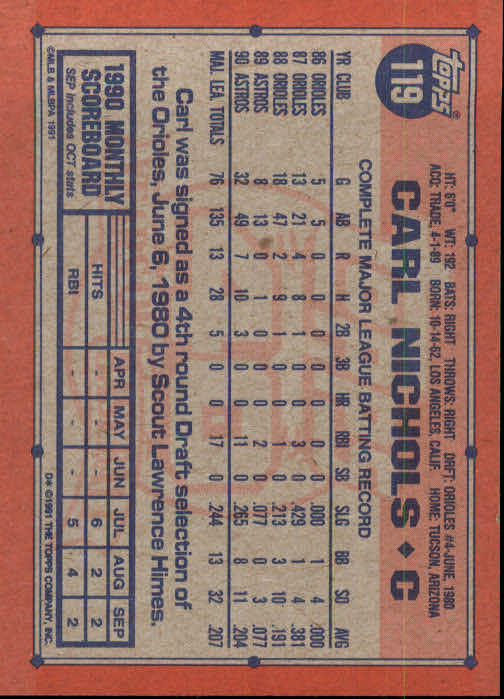 TOPPS®
119
HT: 6'0" WT: 192 BATS: RIGHT THROWS: RIGHT DRFT: ORIOLES #4-JUNE, 1980
ACQ: TRADE, 4-1-89 BORN: 10-14-62, LOS ANGELES, CALIF. HOME: TUCSON, ARIZONA
CARL NICHOLS ◆ C
COMPLETE MAJOR LEAGUE BATTING RECORD
YR CLUB G AB R H 2B 3B HR RBI SB SLG BB SO AVG
86 ORIOLES 5 5 0 0 0 0 0 0 0 .000 1 4 .000
87 ORIOLES 13 21 4 8 1 0 0 3 0 .429 1 4 .381
88 ORIOLES 18 47 2 9 1 0 0 1 0 .213 3 10 .191
89 ASTROS 8 13 0 1 0 0 0 2 0 .077 0 3 .077
90 ASTROS 32 49 7 10 3 0 0 11 0 .265 8 11 .204
MAJ. LEA. TOTALS 76 135 13 28 5 0 0 17 0 .244 13 32 .207
Carl was signed as a 4th round Draft selection of
the Orioles, June 6, 1980 by Scout Lawrence Himes.
1990 MONTHLY
SCOREBOARD
SEP includes OCT stats
APR MAY JUN JUL AUG SEP
HITS - - - 6 2 2
RBI - - - 5 4 2
©MLB & MLBPA 1991
D* ©1991 THE TOPPS COMPANY, INC.